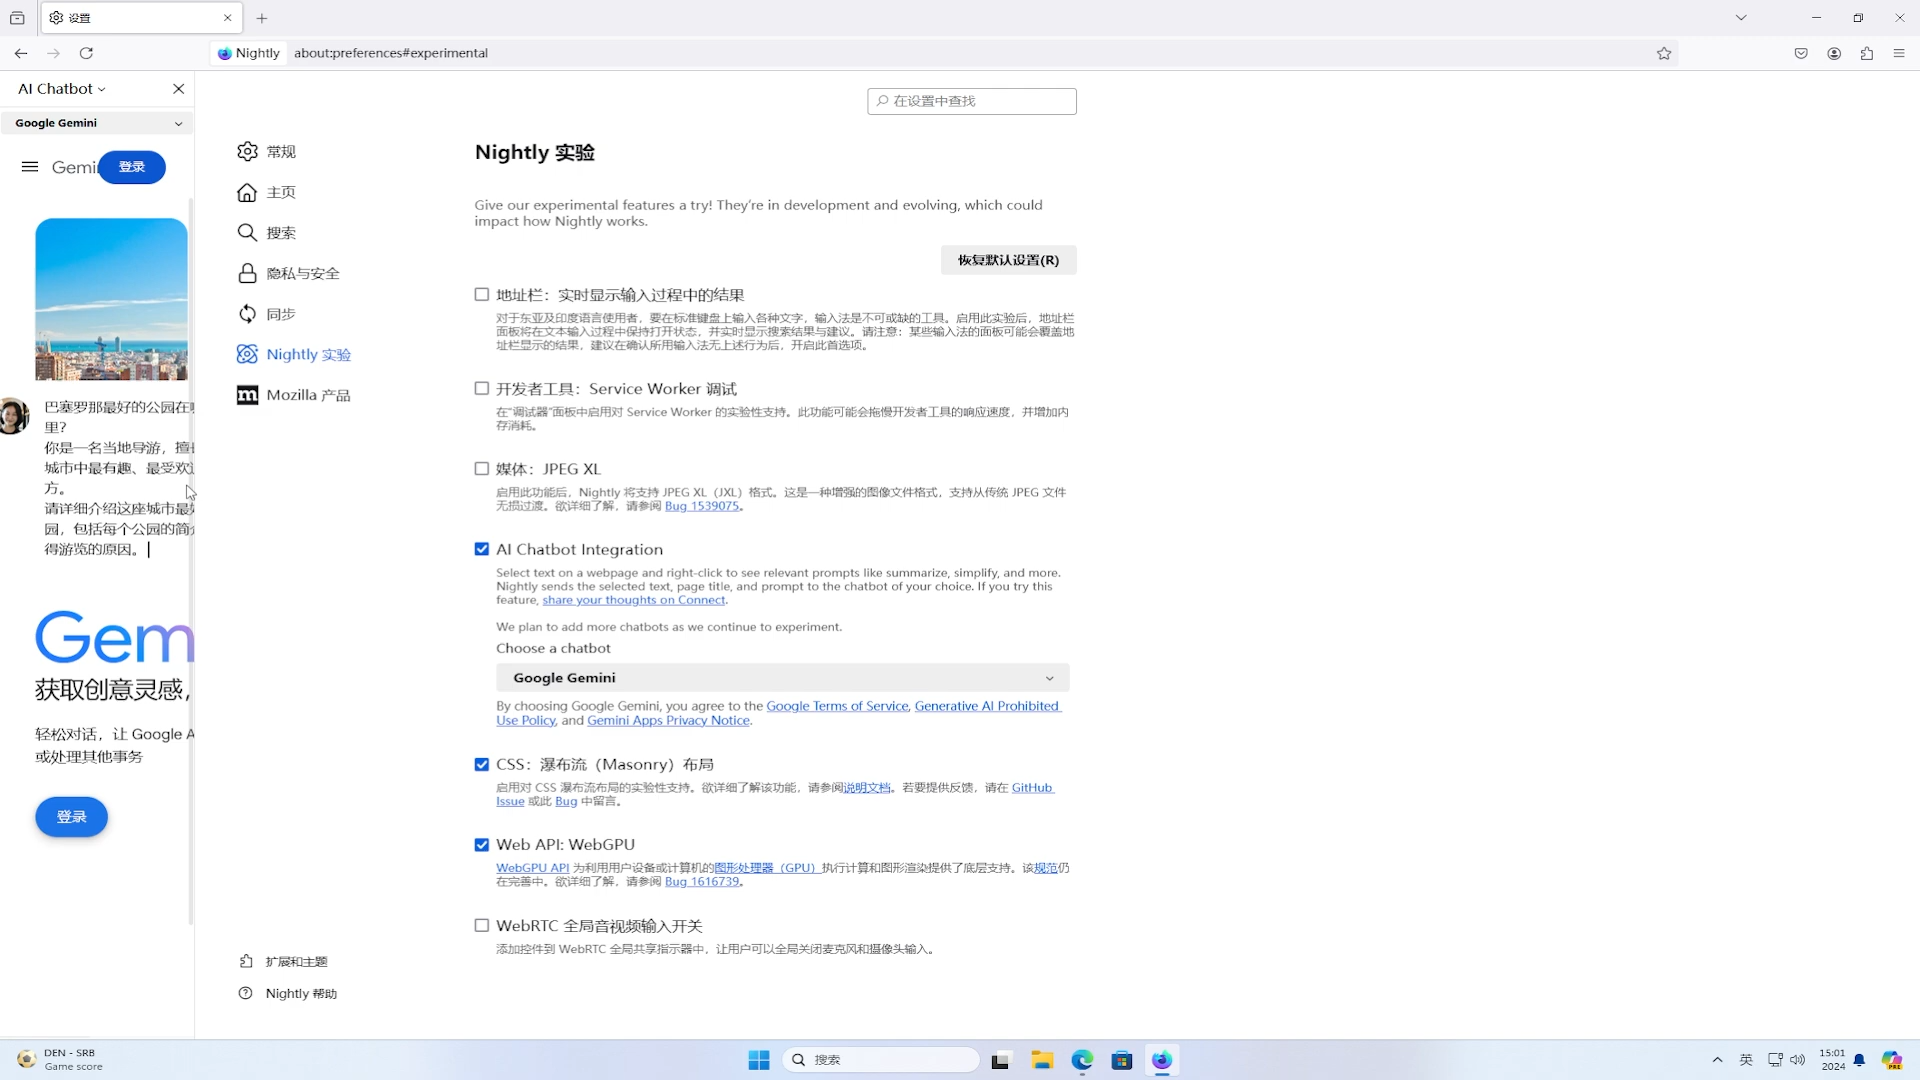 设置
Nightly
about:preferences#experimental
AI Chatbot
Google Gemini
登录
巴塞罗那最好的公园在
里?
你是一名当地导游，
城市中最有趣、最受欢
方。
请详细介绍这座城市最
园，包括每个公园的简
得游览的原因。
Gem
获取创意灵感，
轻松对话，让 Google A
或处理其他事务
登录
在设置中查找
常规
主页
搜索
隐私与安全
同步
Nightly 实验
Mozilla 产品
扩展和主题
Nightly 帮助
Nightly 实验
Give our experimental features a try! They're in development and evolving, which could
impact how Nightly works.
恢复默认设置(R)
地址栏：实时显示输入过程中的结果
对于东亚及印度语言使用者，要在标准键盘上输入各种文字，输入法是不可或缺的工具。启用此实验后，地址栏
面板将在文本输入过程中保持打开状态，并实时显示搜索结果与建议。请注意：某些输入法的面板可能会覆盖地
址栏显示的结果，建议在确认所用输入法无上述行为后，开启此首选项。
开发者工具：Service Worker 调试
在“调试器”面板中启用对 Service Worker 的实验性支持。此功能可能会拖慢开发者工具的响应速度，并增加内
存消耗。
媒体：JPEG XL
启用此功能后，Nightly 将支持 JPEG XL（JXL）格式。这是一种增强的图像文件格式，支持从传统 JPEG 文件
无损过渡。欲详细了解，请参阅 Bug 1539075。
AI Chatbot Integration
Select text on a webpage and right-click to see relevant prompts like summarize, simplify, and more.
Nightly sends the selected text, page title, and prompt to the chatbot of your choice. If you try this
feature, share your thoughts on Connect.
We plan to add more chatbots as we continue to experiment.
Choose a chatbot
Google Gemini
By choosing Google Gemini, you agree to the Google Terms of Service, Generative AI Prohibited
Use Policy, and Gemini Apps Privacy Notice.
CSS：瀑布流（Masonry）布局
启用对 CSS 瀑布流布局的实验性支持。欲详细了解该功能，请参阅说明文档。若要提供反馈，请在 GitHub
Issue 或此 Bug 中留言。
Web API: WebGPU
WebGPU API 为利用用户设备或计算机的图形处理器（GPU）执行计算和图形渲染提供了底层支持。该规范仍
在完善中。欲详细了解，请参阅 Bug 1616739。
WebRTC 全局音视频输入开关
添加控件到 WebRTC 全局共享指示器中，让用户可以全局关闭麦克风和摄像头输入。
DEN - SRB
Game score
搜索
英
15:01
2024